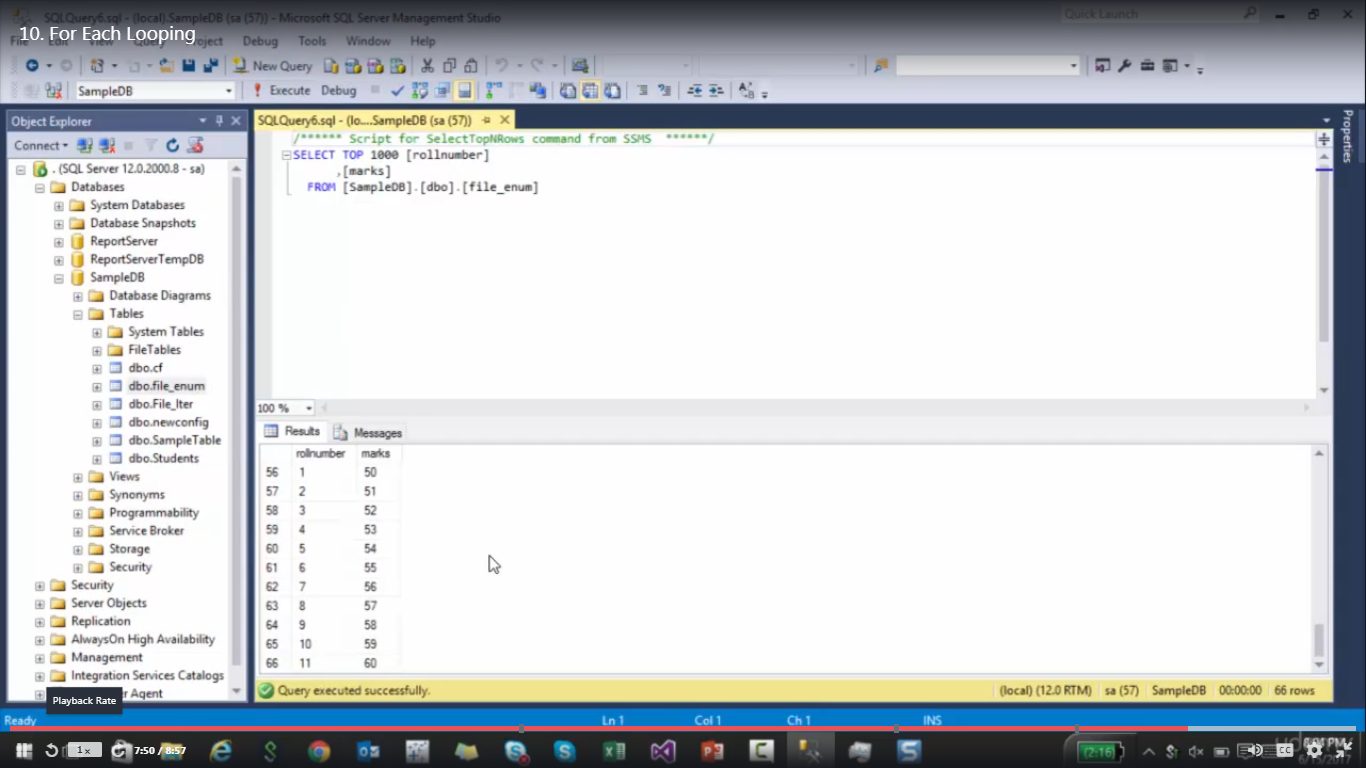 SQLQuery6.sql - (local).SampleDB (sa (57)) - Microsoft SQL Server Management Studio
Quick Launch
10. For Each Looping
File Edit View Query Project Debug Tools Window Help
New Query
SampleDB
Execute Debug
Object Explorer
SQLQuery6.sql - (lo....SampleDB (sa (57))
Properties
Connect
/****** Script for SelectTopNRows command from SSMS ******/
SELECT TOP 1000 [rollnumber]
,[marks]
FROM [SampleDB].[dbo].[file_enum]
. (SQL Server 12.0.2000.8 - sa)
Databases
System Databases
Database Snapshots
ReportServer
ReportServerTempDB
SampleDB
Database Diagrams
Tables
System Tables
FileTables
dbo.cf
dbo.file_enum
dbo.File_Iter
dbo.newconfig
dbo.SampleTable
dbo.Students
Views
Synonyms
Programmability
Service Broker
Storage
Security
Security
Server Objects
Replication
AlwaysOn High Availability
Management
Integration Services Catalogs
r Agent
Playback Rate
100 %
Results Messages
rollnumber marks
56 1 50
57 2 51
58 3 52
59 4 53
60 5 54
61 6 55
62 7 56
63 8 57
64 9 58
65 10 59
66 11 60
Query executed successfully.
(local) (12.0 RTM) sa (57) SampleDB 00:00:00 66 rows
Ready Ln 1 Col 1 Ch 1 INS
1 x
7:50 / 8:57
(2:16)
CC